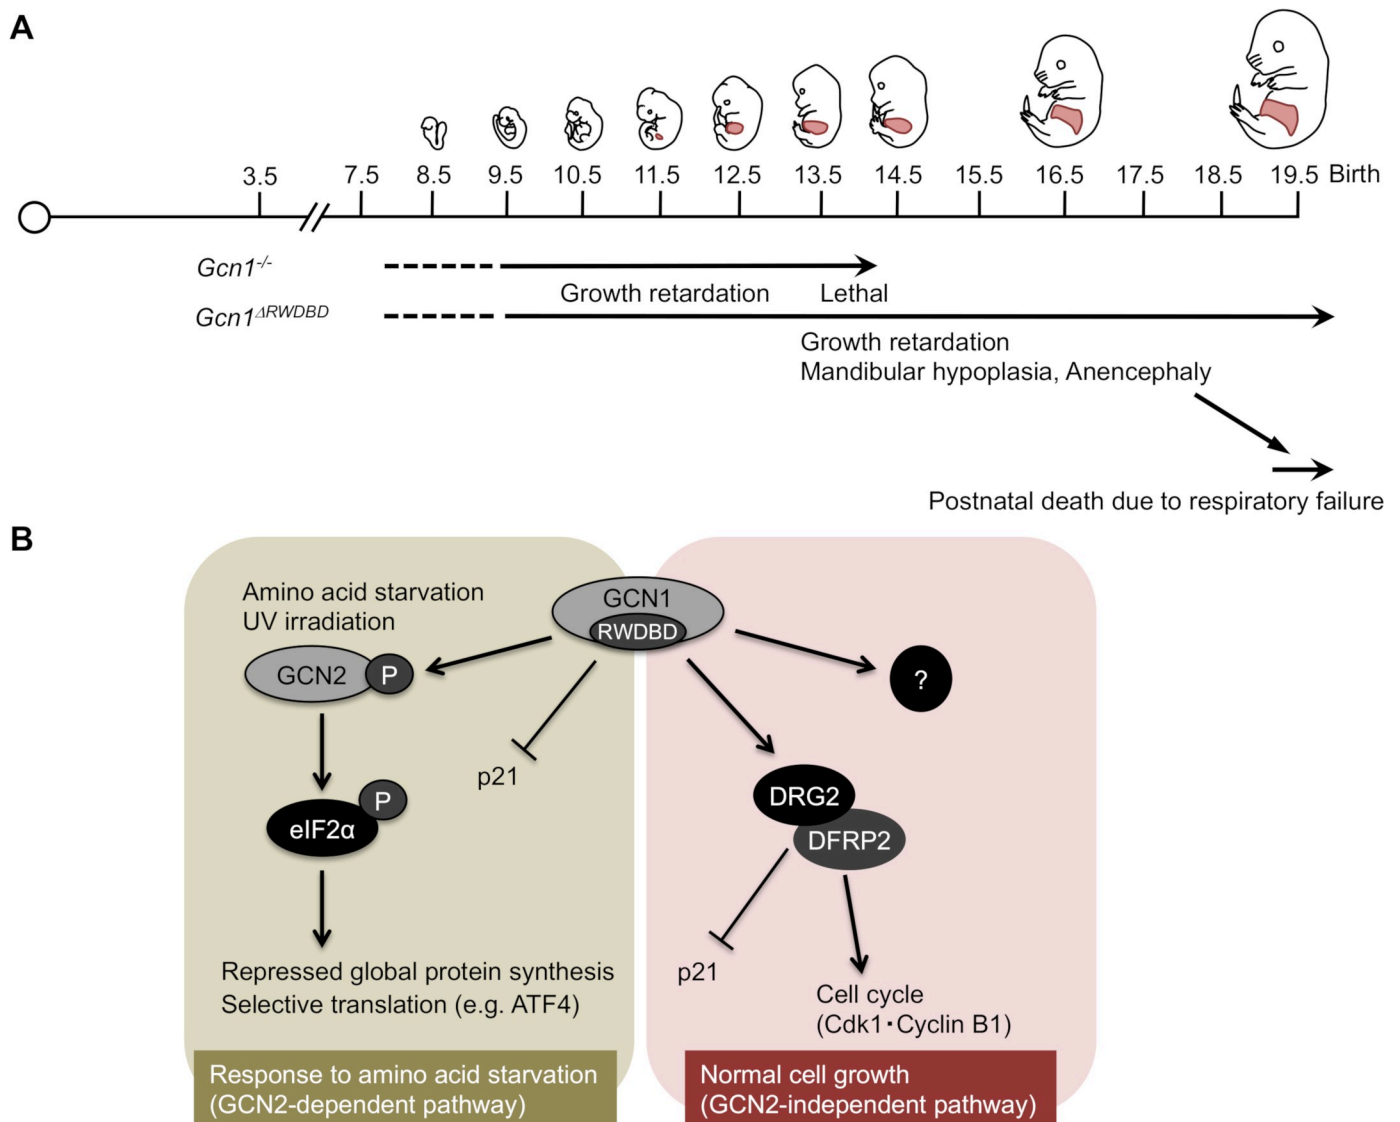 A
3.5 7.5 8.5 9.5 10.5 11.5 12.5 13.5 14.5 15.5 16.5 17.5 18.5 19.5 Birth
Gcn1-/-
Growth retardation Lethal
Gcn1ΔRWDBD
Growth retardation
Mandibular hypoplasia, Anencephaly
Postnatal death due to respiratory failure
B
Amino acid starvation
UV irradiation
GCN1
RWDBD
GCN2 P
?
p21
P
eIF2α
DRG2
DFRP2
Repressed global protein synthesis
Selective translation (e.g. ATF4)
p21
Cell cycle
(Cdk1・Cyclin B1)
Response to amino acid starvation
(GCN2-dependent pathway)
Normal cell growth
(GCN2-independent pathway)